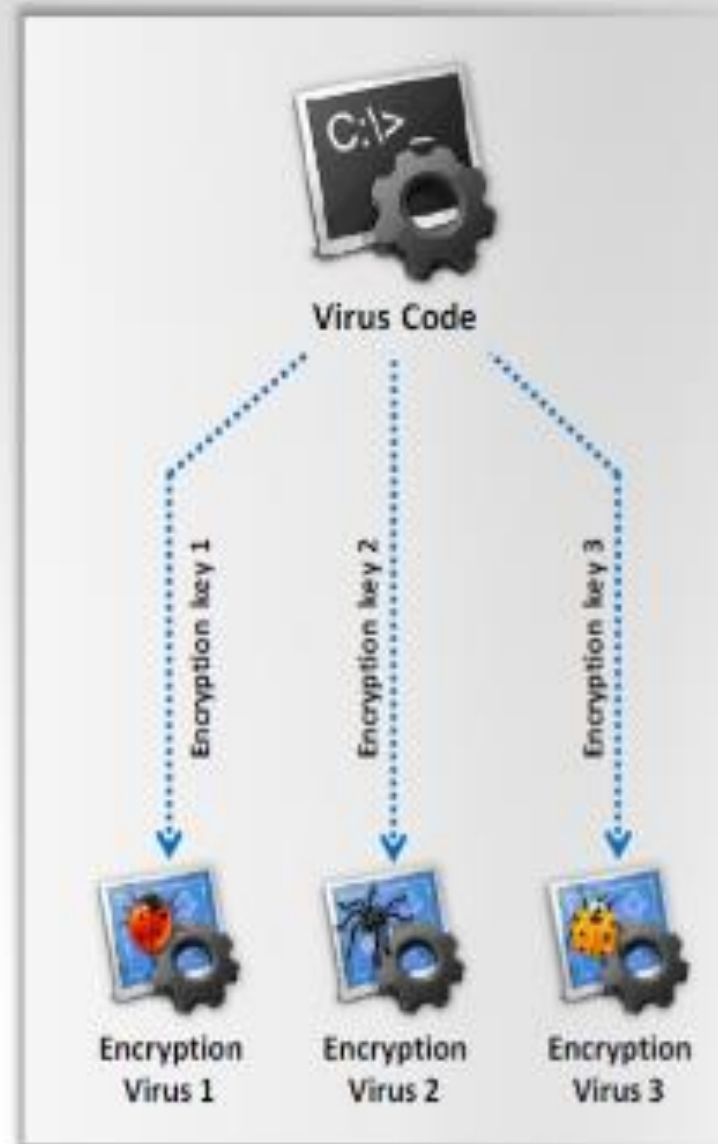 C:\>_
Virus Code
Encryption key 1
Encryption key 2
Encryption key 3
Encryption
Virus 1
Encryption
Virus 2
Encryption
Virus 3